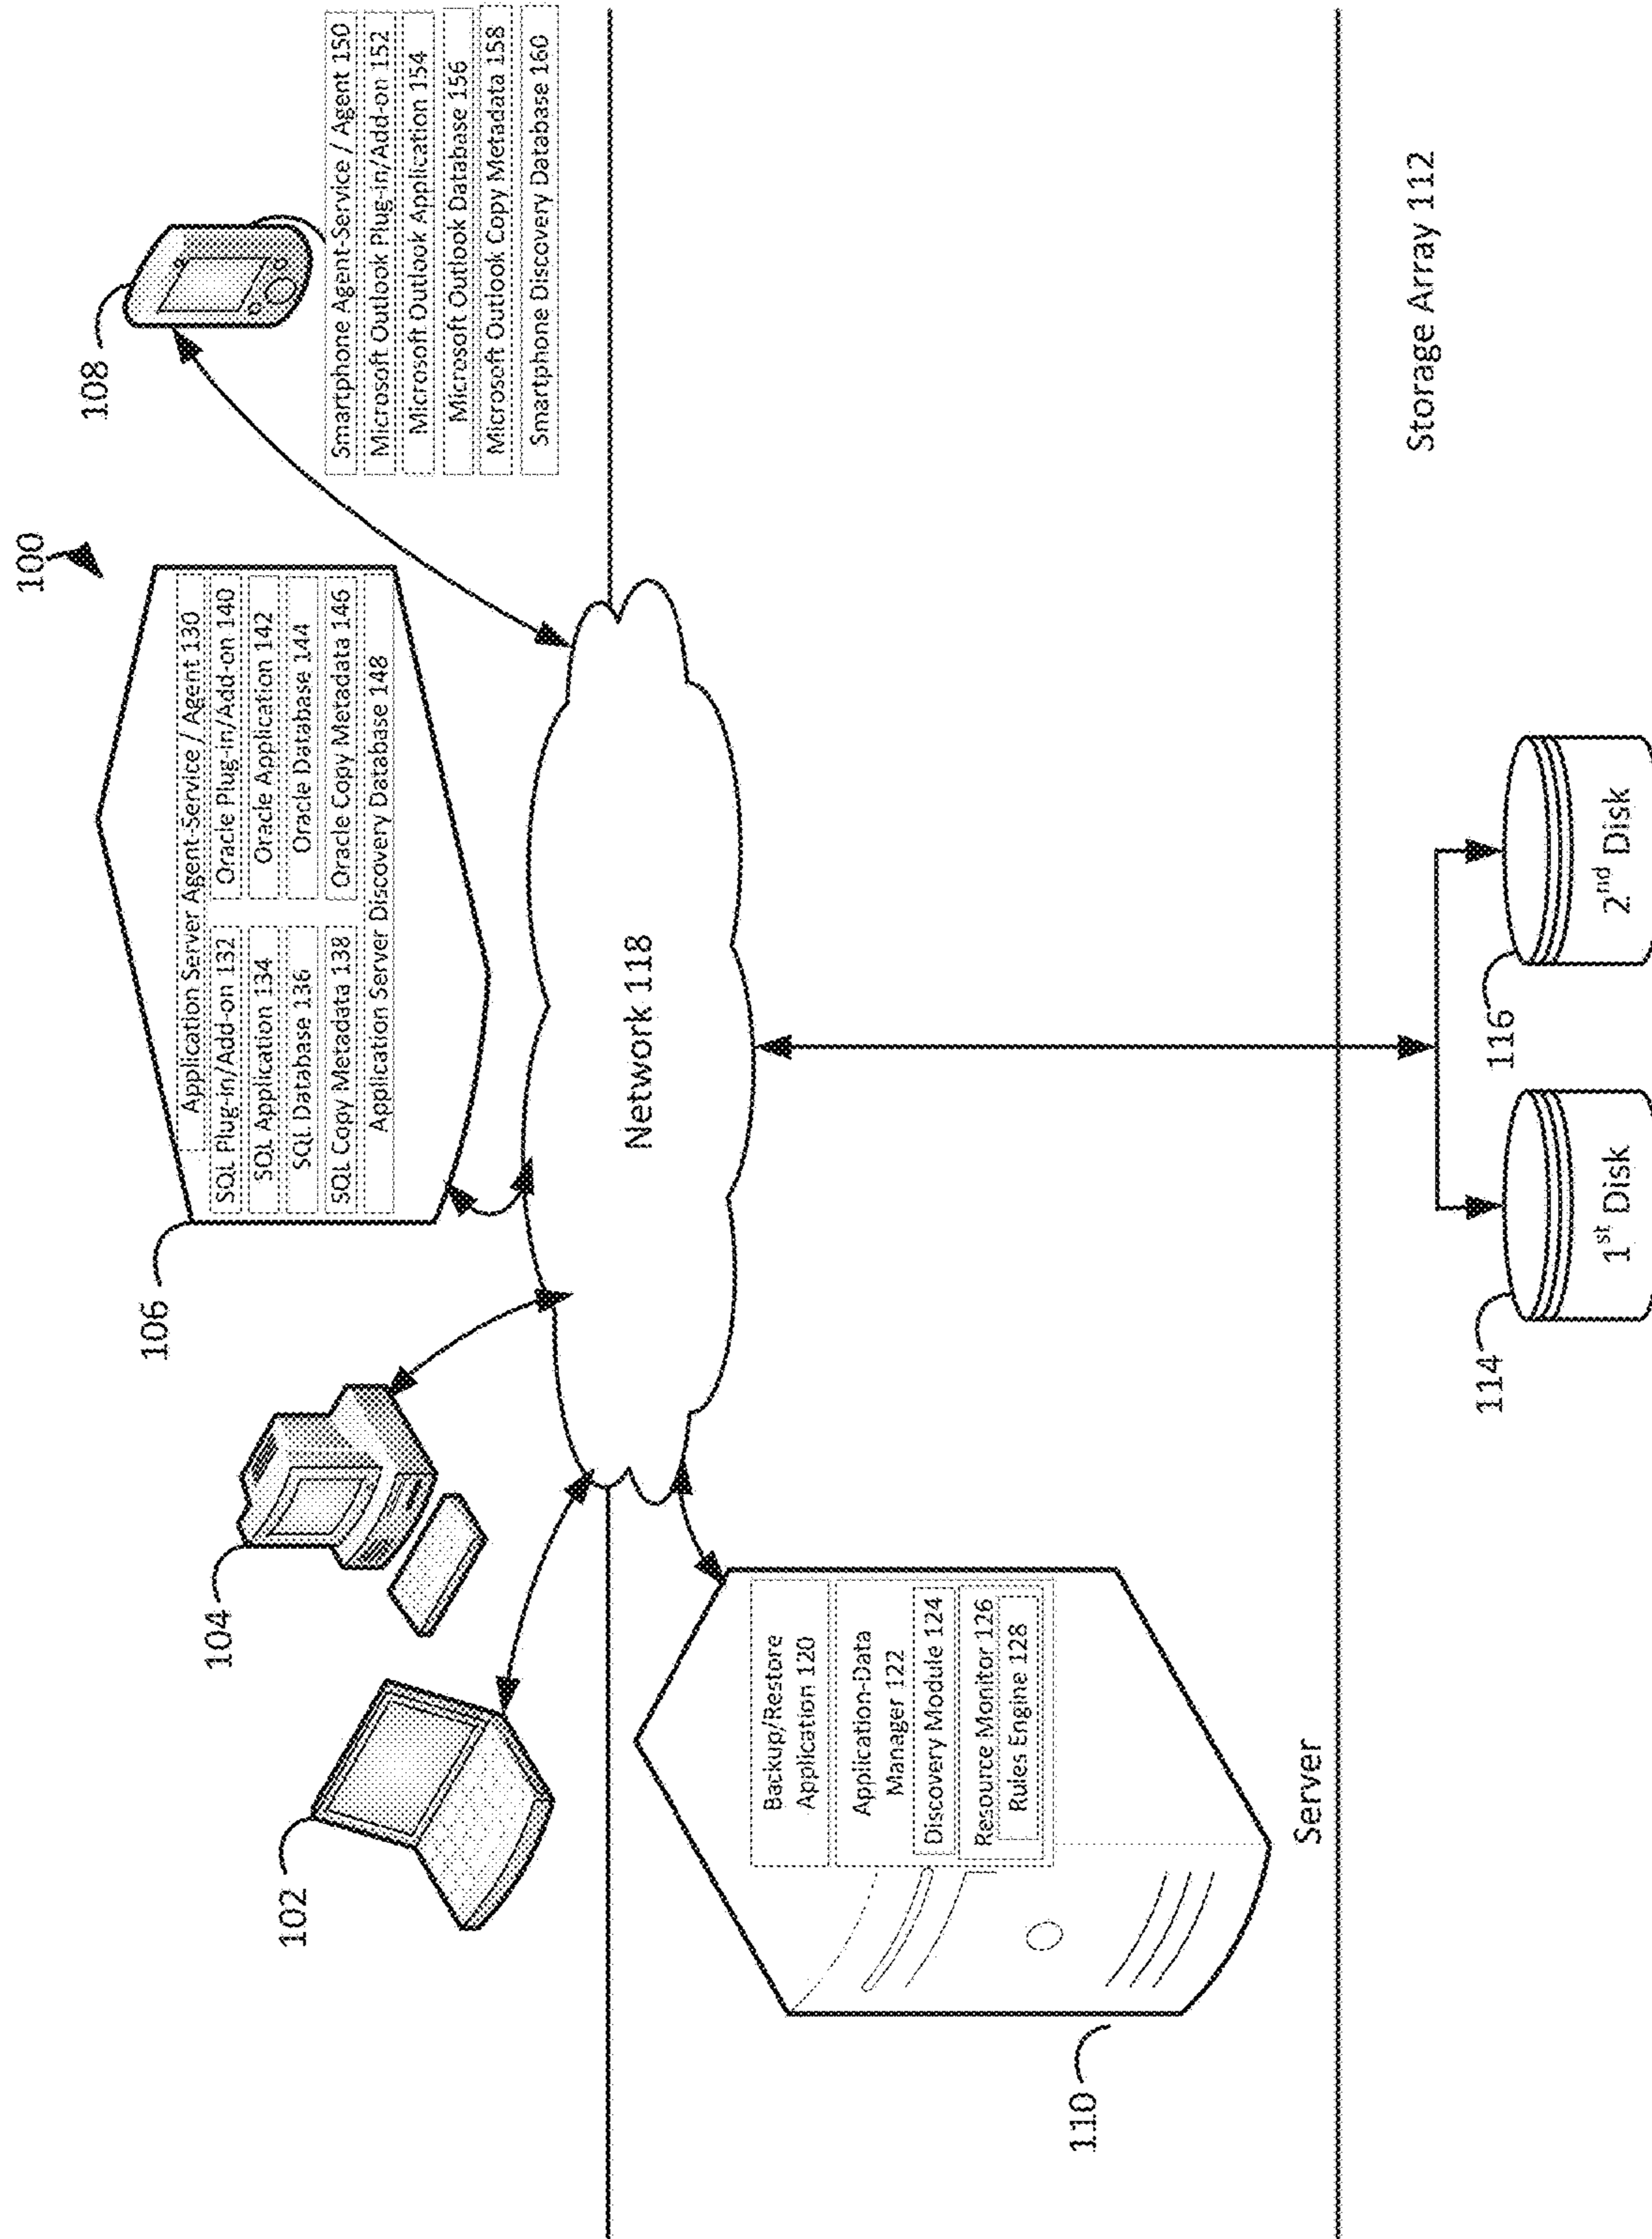 100
102
104
106
108
Application Server Agent-Service / Agent 130
SQL Plug-in/Add-on 132
Oracle Plug-in/Add-on 140
SQL Application 134
Oracle Application 142
SQL Database 136
Oracle Database 144
SQL Copy Metadata 138
Oracle Copy Metadata 146
Application Server Discovery Database 148
Smartphone Agent-Service / Agent 150
Microsoft Outlook Plug-in/Add-on 152
Microsoft Outlook Application 154
Microsoft Outlook Database 156
Microsoft Outlook Copy Metadata 158
Smartphone Discovery Database 160
Network 118
110
Backup/Restore
Application 120
Application-Data
Manager 122
Discovery Module 124
Resource Monitor 126
Rules Engine 128
Server
Storage Array 112
114
116
1st Disk
2nd Disk